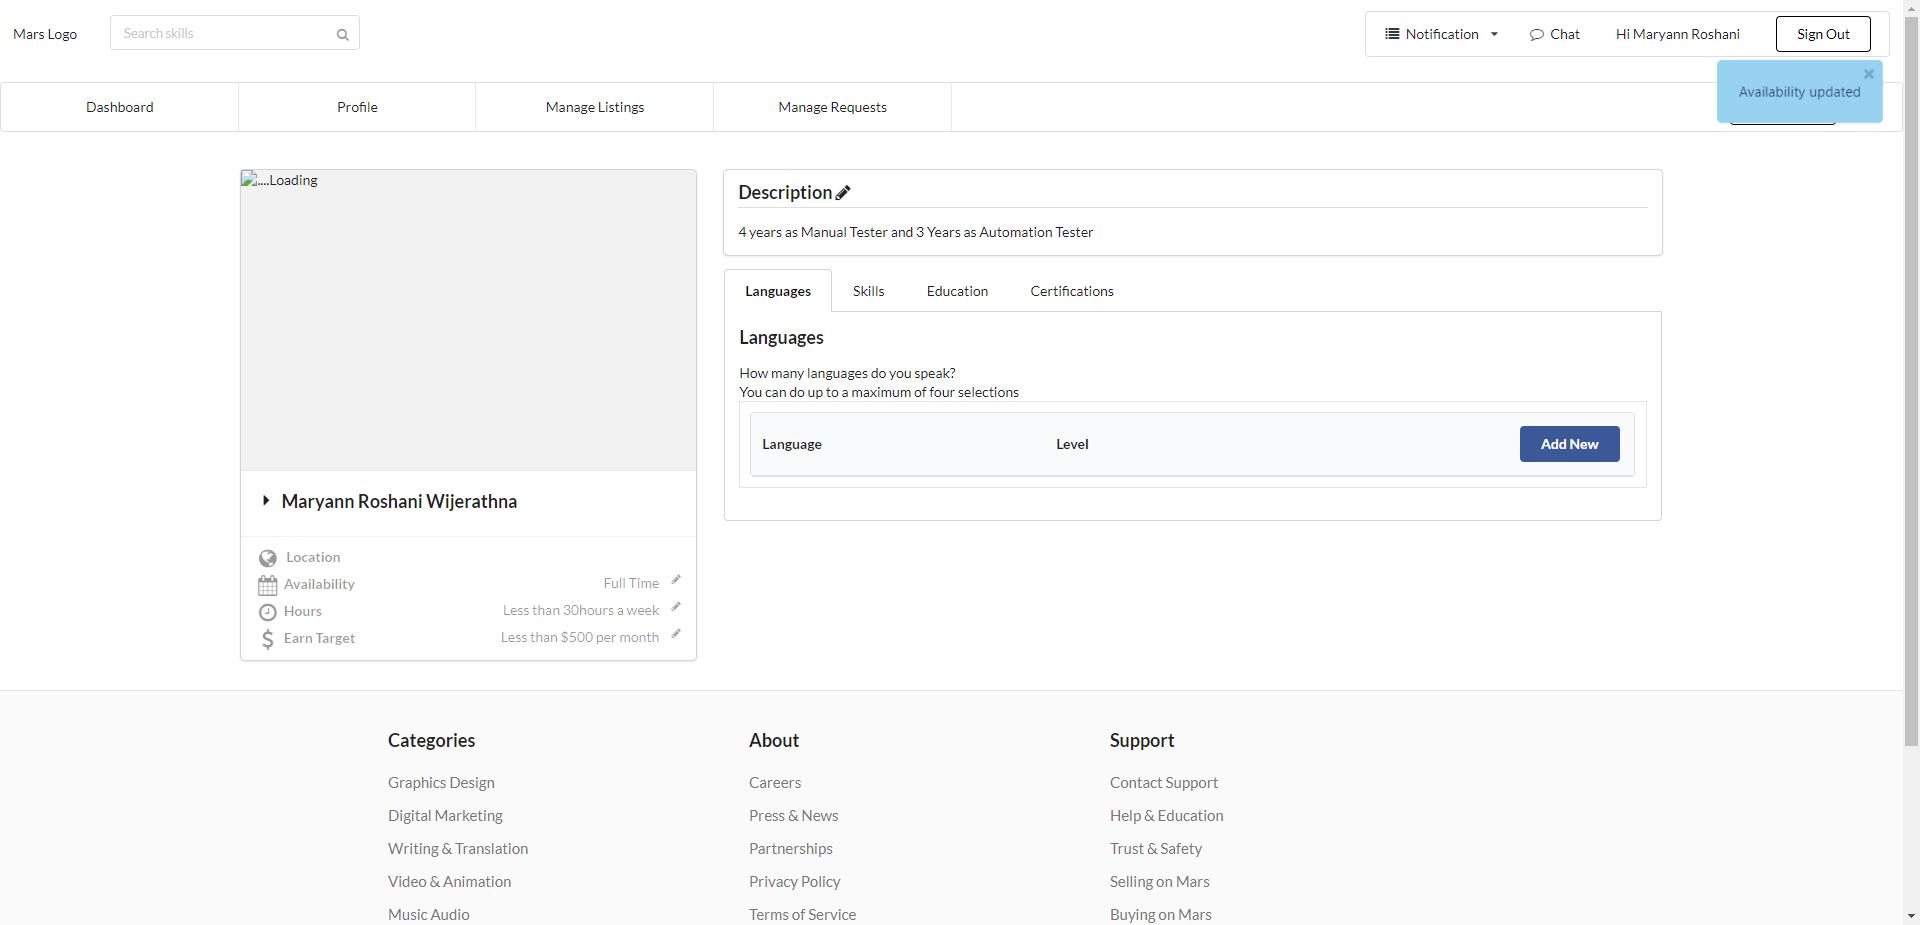 Mars Logo
Search skills
Notification
Chat
Hi Maryann Roshani
Sign Out
Availability updated
Dashboard
Profile
Manage Listings
Manage Requests
....Loading
Description
4 years as Manual Tester and 3 Years as Automation Tester
Languages
Skills
Education
Certifications
Languages
How many languages do you speak?
You can do up to a maximum of four selections
Language
Level
Add New
Maryann Roshani Wijerathna
Location
Availability
Full Time
Hours
Less than 30hours a week
Earn Target
Less than $500 per month
Categories
Graphics Design
Digital Marketing
Writing & Translation
Video & Animation
Music Audio
About
Careers
Press & News
Partnerships
Privacy Policy
Terms of Service
Support
Contact Support
Help & Education
Trust & Safety
Selling on Mars
Buying on Mars